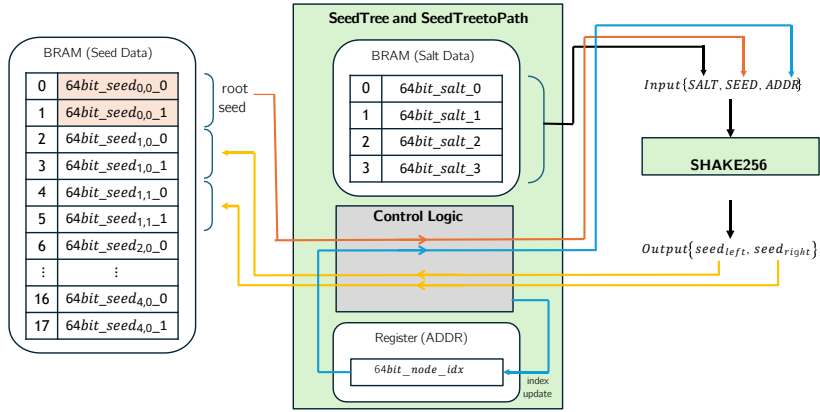 SeedTree and SeedTreetoPath
BRAM (Seed Data)
0 64bit_seed0,0_0
1 64bit_seed0,0_1
2 64bit_seed1,0_0
3 64bit_seed1,0_1
4 64bit_seed1,1_0
5 64bit_seed1,1_1
6 64bit_seed2,0_0
⋮ ⋮
16 64bit_seed4,0_0
17 64bit_seed4,0_1
root
seed
BRAM (Salt Data)
0 64bit_salt_0
1 64bit_salt_1
2 64bit_salt_2
3 64bit_salt_3
Control Logic
Register (ADDR)
64bit_node_idx
index
update
Input{SALT, SEED, ADDR}
SHAKE256
Output{seedleft, seedright}